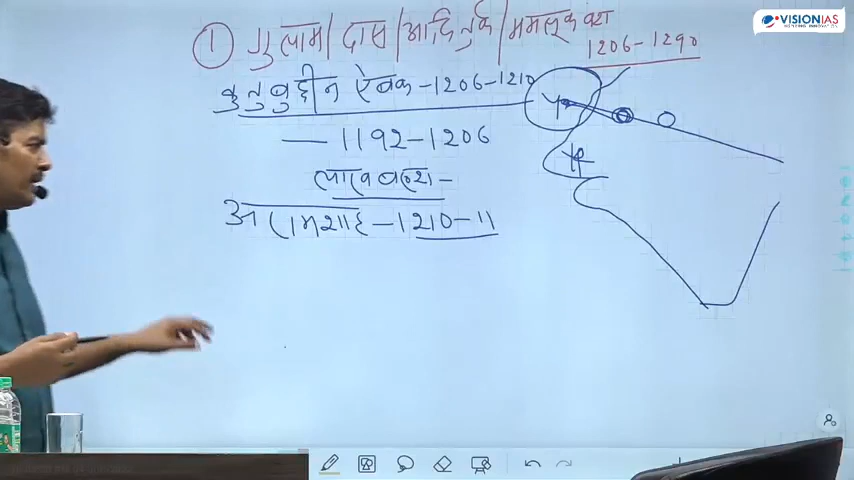 VISIONIAS
① गुलाम/दास/आदितुर्क/ममलूक वंश
1206-1290
कुतुबुद्दीन ऐबक-1206-1210
— 1192-1206
लाखबख्श-
आरामशाह-1210-11